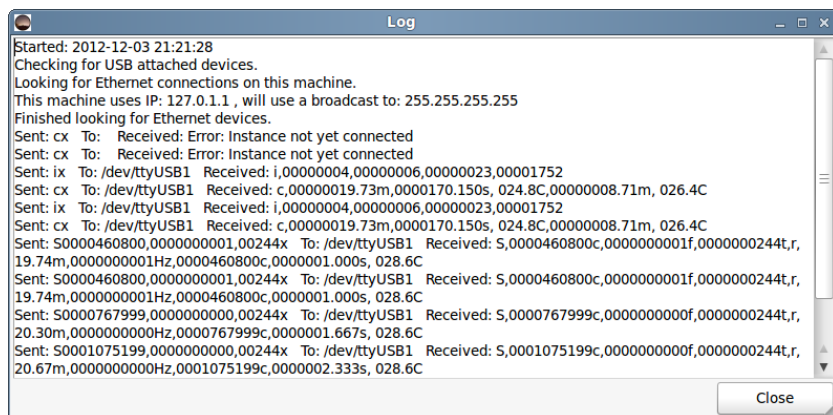 Log
Started: 2012-12-03 21:21:28
Checking for USB attached devices.
Looking for Ethernet connections on this machine.
This machine uses IP: 127.0.1.1 , will use a broadcast to: 255.255.255.255
Finished looking for Ethernet devices.
Sent: cx   To:    Received: Error: Instance not yet connected
Sent: cx   To:    Received: Error: Instance not yet connected
Sent: ix   To: /dev/ttyUSB1   Received: i,00000004,00000006,00000023,00001752
Sent: cx   To: /dev/ttyUSB1   Received: c,00000019.73m,0000170.150s, 024.8C,00000008.71m, 026.4C
Sent: ix   To: /dev/ttyUSB1   Received: i,00000004,00000006,00000023,00001752
Sent: cx   To: /dev/ttyUSB1   Received: c,00000019.73m,0000170.150s, 024.8C,00000008.71m, 026.4C
Sent: S0000460800,0000000001,00244x   To: /dev/ttyUSB1   Received: S,0000460800c,0000000001f,0000000244t,r,
19.74m,0000000001Hz,0000460800c,0000001.000s, 028.6C
Sent: S0000460800,0000000001,00244x   To: /dev/ttyUSB1   Received: S,0000460800c,0000000001f,0000000244t,r,
19.74m,0000000001Hz,0000460800c,0000001.000s, 028.6C
Sent: S0000767999,0000000000,00244x   To: /dev/ttyUSB1   Received: S,0000767999c,0000000000f,0000000244t,r,
20.30m,0000000000Hz,0000767999c,0000001.667s, 028.6C
Sent: S0001075199,0000000000,00244x   To: /dev/ttyUSB1   Received: S,0001075199c,0000000000f,0000000244t,r,
20.67m,0000000000Hz,0001075199c,0000002.333s, 028.6C
Close